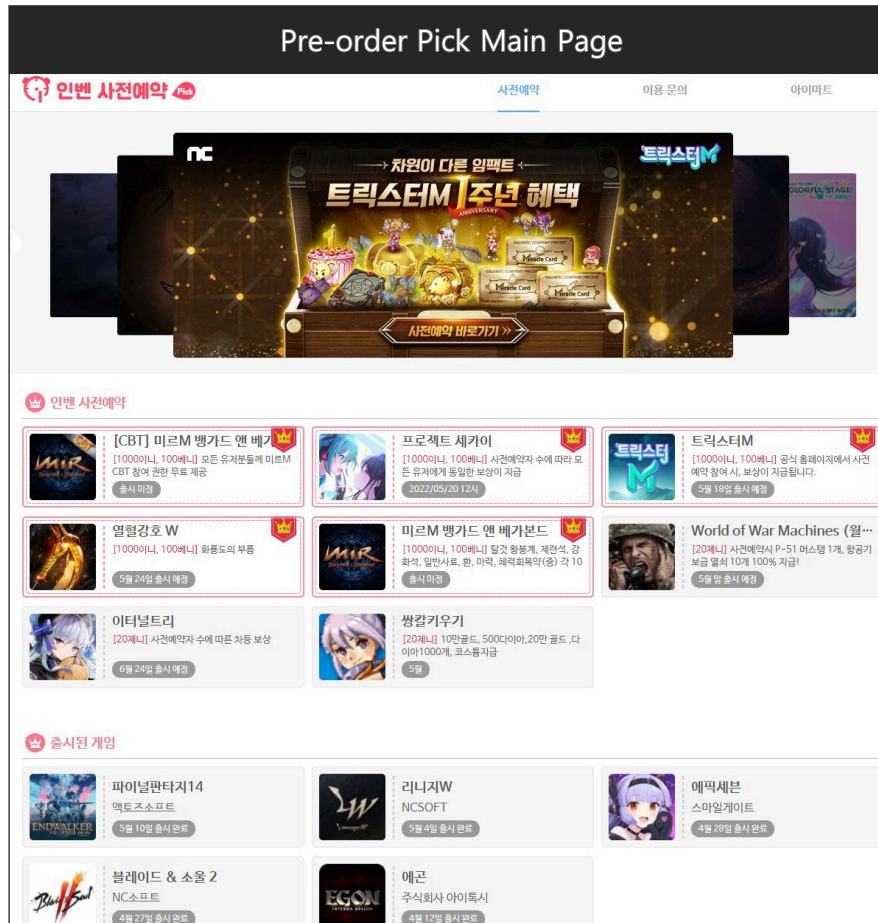 Pre-order Pick Main Page
인벤 사전예약 Pick
사전예약
이용 문의
아이마트
nc
트릭스터M
차원이 다른 임팩트
트릭스터M 1주년 혜택
ANNIVERSARY
Miracle Card
Miracle Card
Miracle Card
사전예약 바로가기 »
COLORFUL STAGE!
인벤 사전예약
[CBT] 미르M 뱅가드 앤 베가
[1000이니, 100베니] 모든 유저분들께 미르M
CBT 참여 권한 무료 제공
출시 미정
MIR
프로젝트 세카이
[1000이니, 100베니] 사전예약자 수에 따라 모
든 유저에게 동일한 보상이 지급
2022/05/20 12시
트릭스터
M
트릭스터M
[1000이니, 100베니] 공식 홈페이지에서 사전
예약 참여 시, 보상이 지급됩니다.
5월 18일 출시 예정
열혈강호 W
[1000이니, 100베니] 화룡도의 부름
5월 24일 출시 예정
MIR
미르M 뱅가드 앤 베가본드
[1000이니, 100베니] 탈것 황봉계, 제련석, 강
화석, 일반사료, 환, 마력, 체력회복약(중) 각 10
출시 미정
World of War Machines (월…
[20제니] 사전예약시 P-51 머스탱 1개, 항공기
보급 열쇠 10개 100% 지급!
5월 말 출시 예정
이터널트리
[20제니] 사전예약자 수에 따른 차등 보상
6월 24일 출시 예정
쌍칼키우기
[20제니] 10만골드, 500다이아,20만 골드 ,다
이아1000개, 코스튬지급
5월
출시된 게임
ENDWALKER
파이널판타지14
액토즈소프트
5월 10일 출시 완료
LW
리니지W
NCSOFT
5월 4일 출시 완료
에픽세븐
스마일게이트
4월 28일 출시 완료
Blade & Soul II
블레이드 & 소울 2
NC소프트
4월 27일 출시 완료
EGON
에곤
주식회사 아이톡시
4월 12일 출시 완료